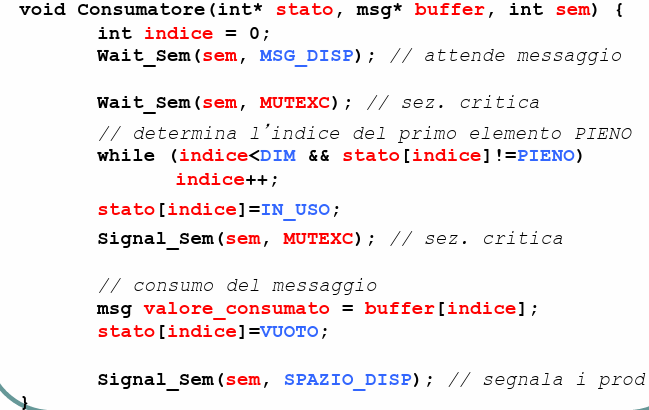 void Consumatore(int* stato, msg* buffer, int sem) {
int indice = 0;
Wait_Sem(sem, MSG_DISP); // attende messaggio
Wait_Sem(sem, MUTEXC); // sez. critica
// determina l’indice del primo elemento PIENO
while (indice<DIM && stato[indice]!=PIENO)
indice++;
stato[indice]=IN_USO;
Signal_Sem(sem, MUTEXC); // sez. critica
// consumo del messaggio
msg valore_consumato = buffer[indice];
stato[indice]=VUOTO;
Signal_Sem(sem, SPAZIO_DISP); // segnala i prod
}